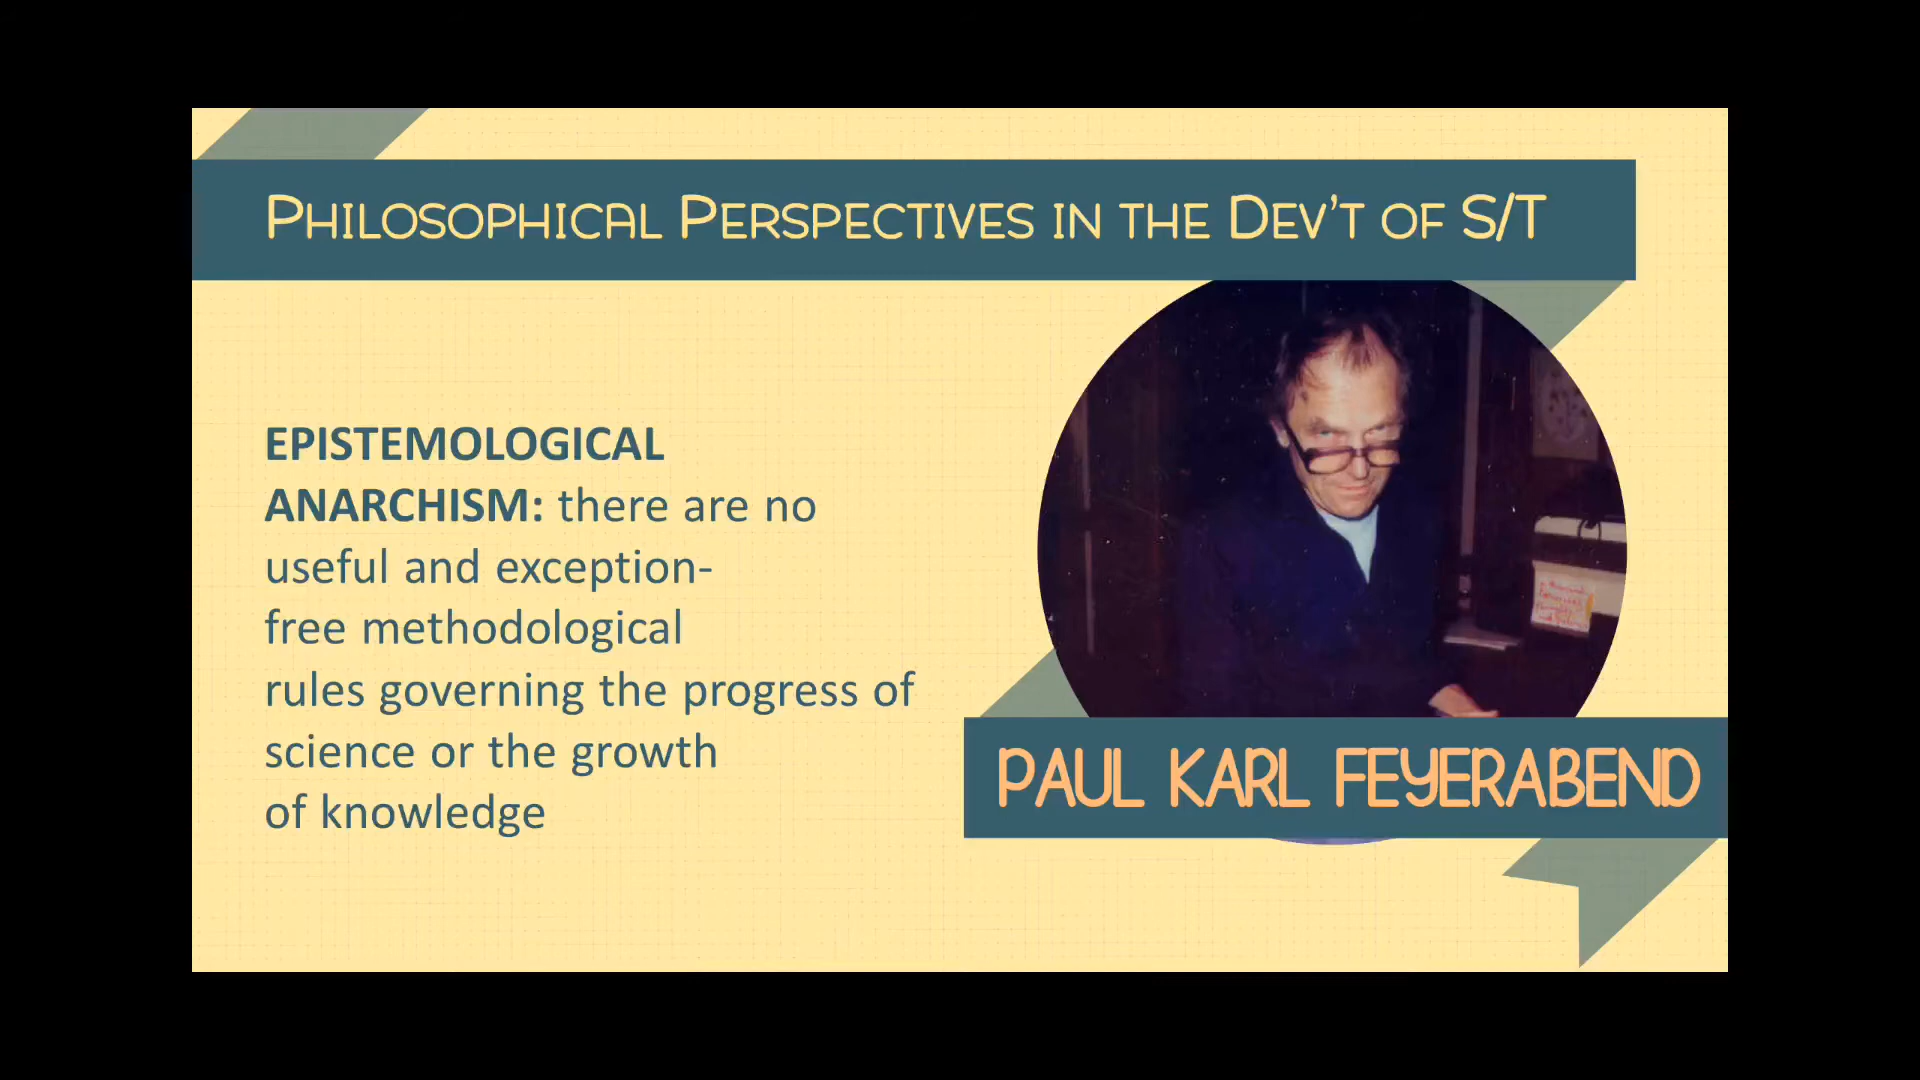 PHILOSOPHICAL PERSPECTIVES IN THE DEV'T OF S/T
EPISTEMOLOGICAL
ANARCHISM: there are no
useful and exception-
free methodological
rules governing the progress of
science or the growth
of knowledge
PAUL KARL FEYERABEND